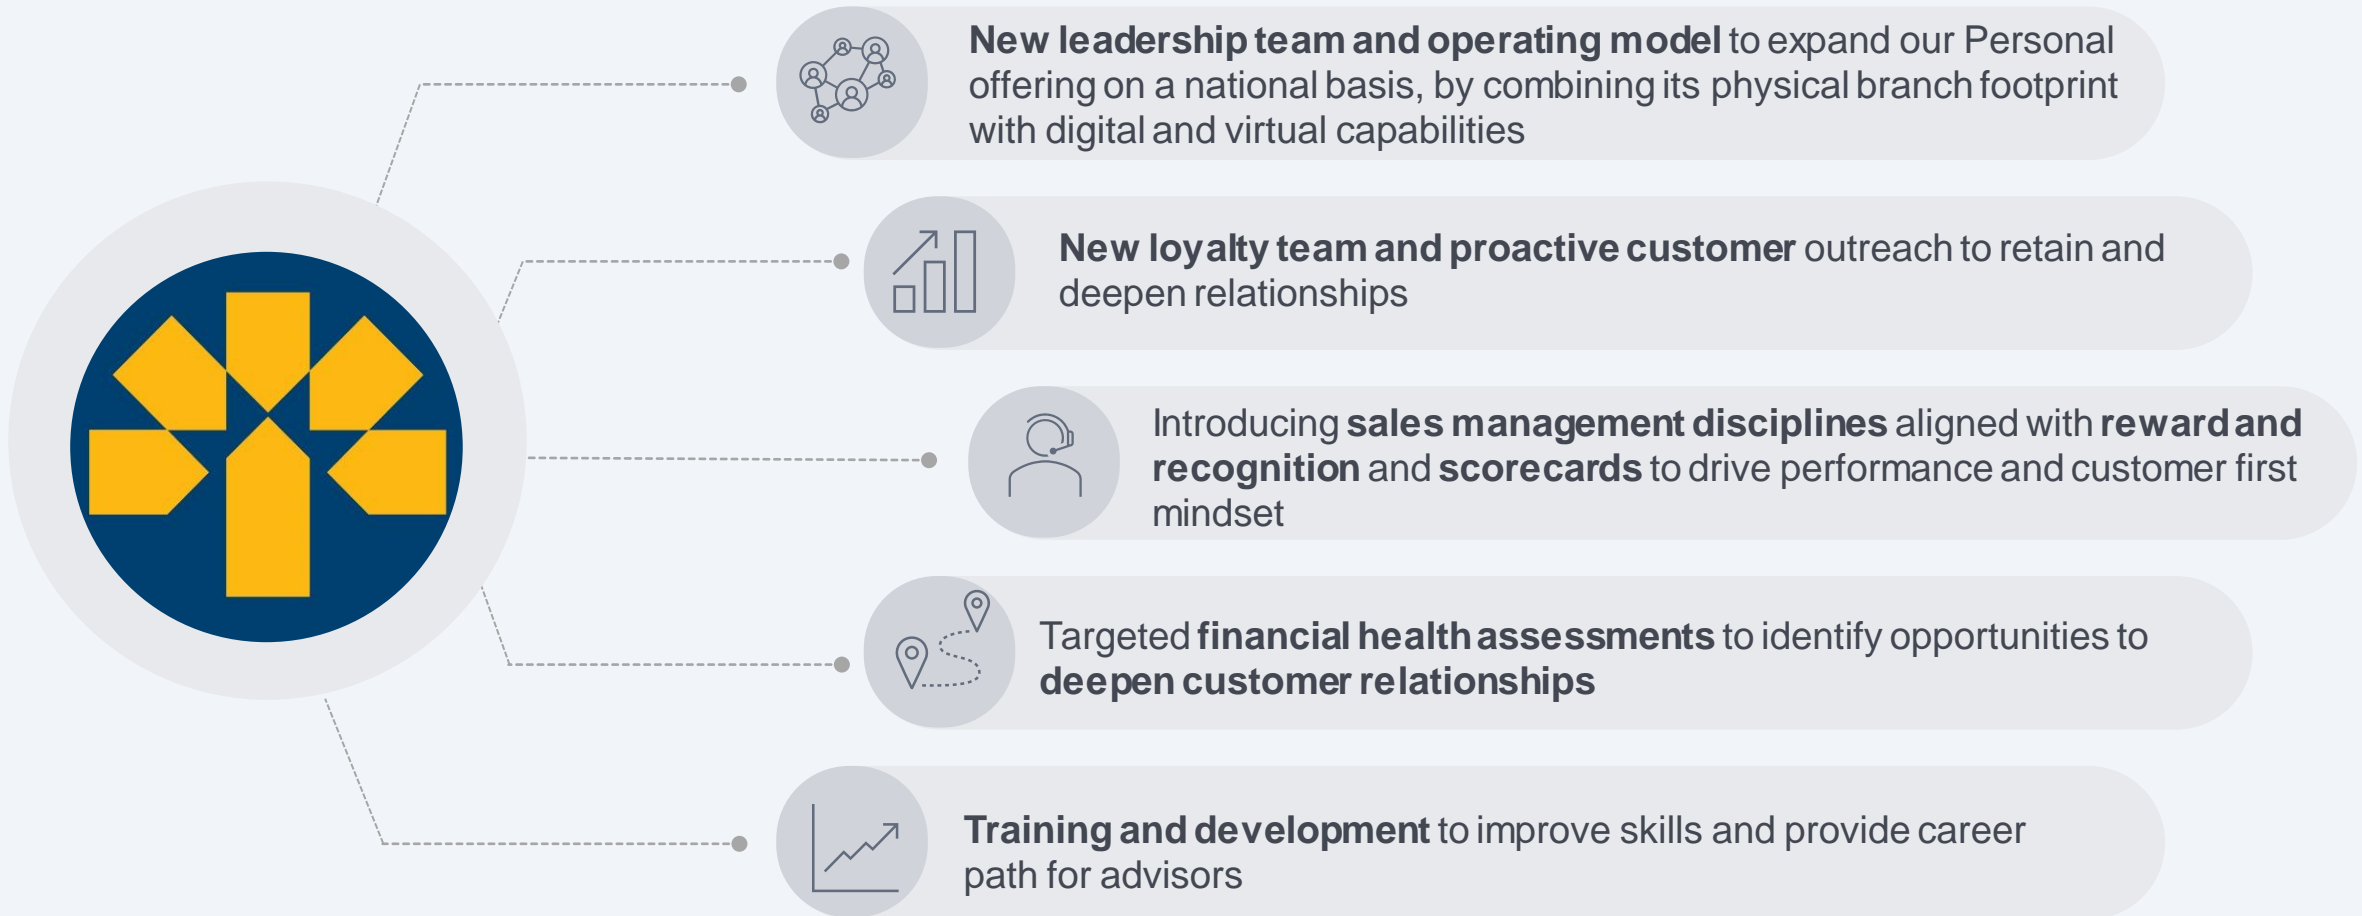 New leadership team and operating model to expand our Personal
offering on a national basis, by combining its physical branch footprint
with digital and virtual capabilities
New loyalty team and proactive customer outreach to retain and
deepen relationships
Introducing sales management disciplines aligned with reward and
recognition and scorecards to drive performance and customer first
mindset
Targeted financial health assessments to identify opportunities to
deepen customer relationships
Training and development to improve skills and provide career
path for advisors